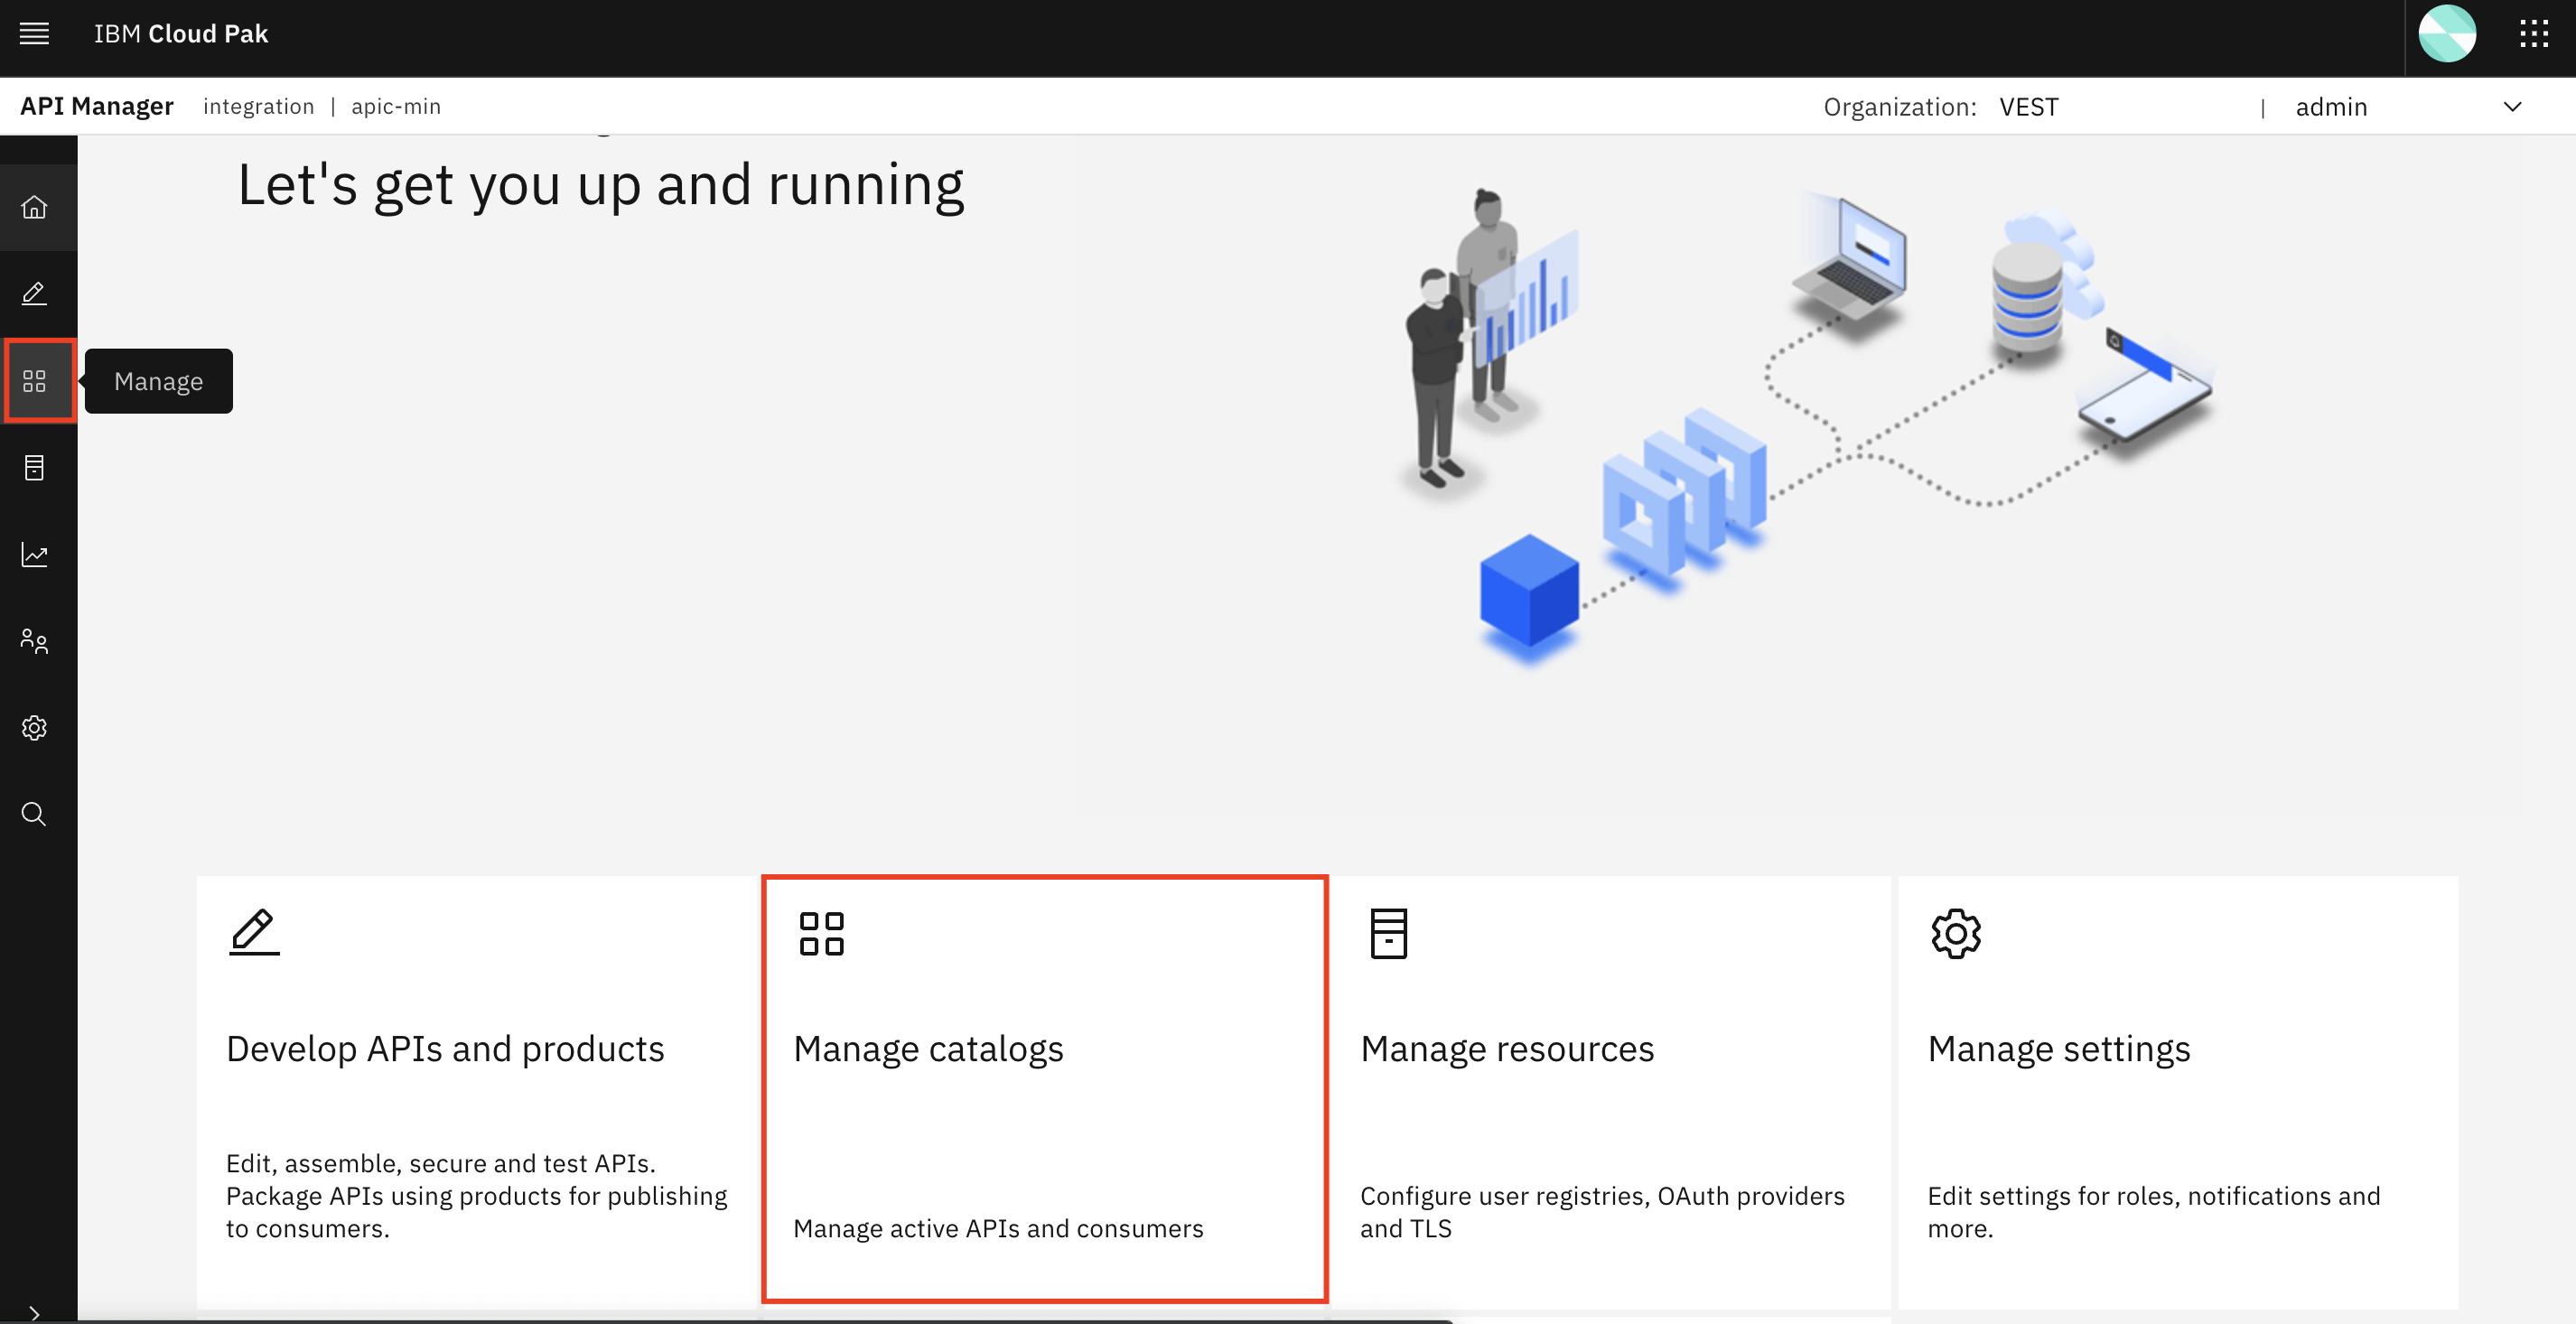 IBM Cloud Pak
API Manager integration | apic-min Organization: VEST | admin
Let's get you up and running
Manage
Develop APIs and products
Edit, assemble, secure and test APIs.
Package APIs using products for publishing
to consumers.
Manage catalogs
Manage active APIs and consumers
Manage resources
Configure user registries, OAuth providers
and TLS
Manage settings
Edit settings for roles, notifications and
more.